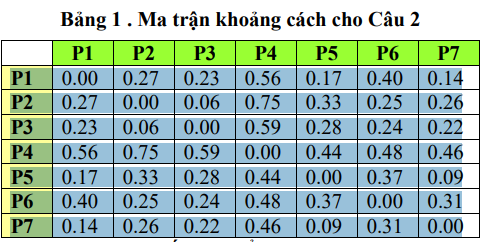 Bảng 1 . Ma trận khoảng cách cho Câu 2
P1 P2 P3 P4 P5 P6 P7
P1 0.00 0.27 0.23 0.56 0.17 0.40 0.14
P2 0.27 0.00 0.06 0.75 0.33 0.25 0.26
P3 0.23 0.06 0.00 0.59 0.28 0.24 0.22
P4 0.56 0.75 0.59 0.00 0.44 0.48 0.46
P5 0.17 0.33 0.28 0.44 0.00 0.37 0.09
P6 0.40 0.25 0.24 0.48 0.37 0.00 0.31
P7 0.14 0.26 0.22 0.46 0.09 0.31 0.00